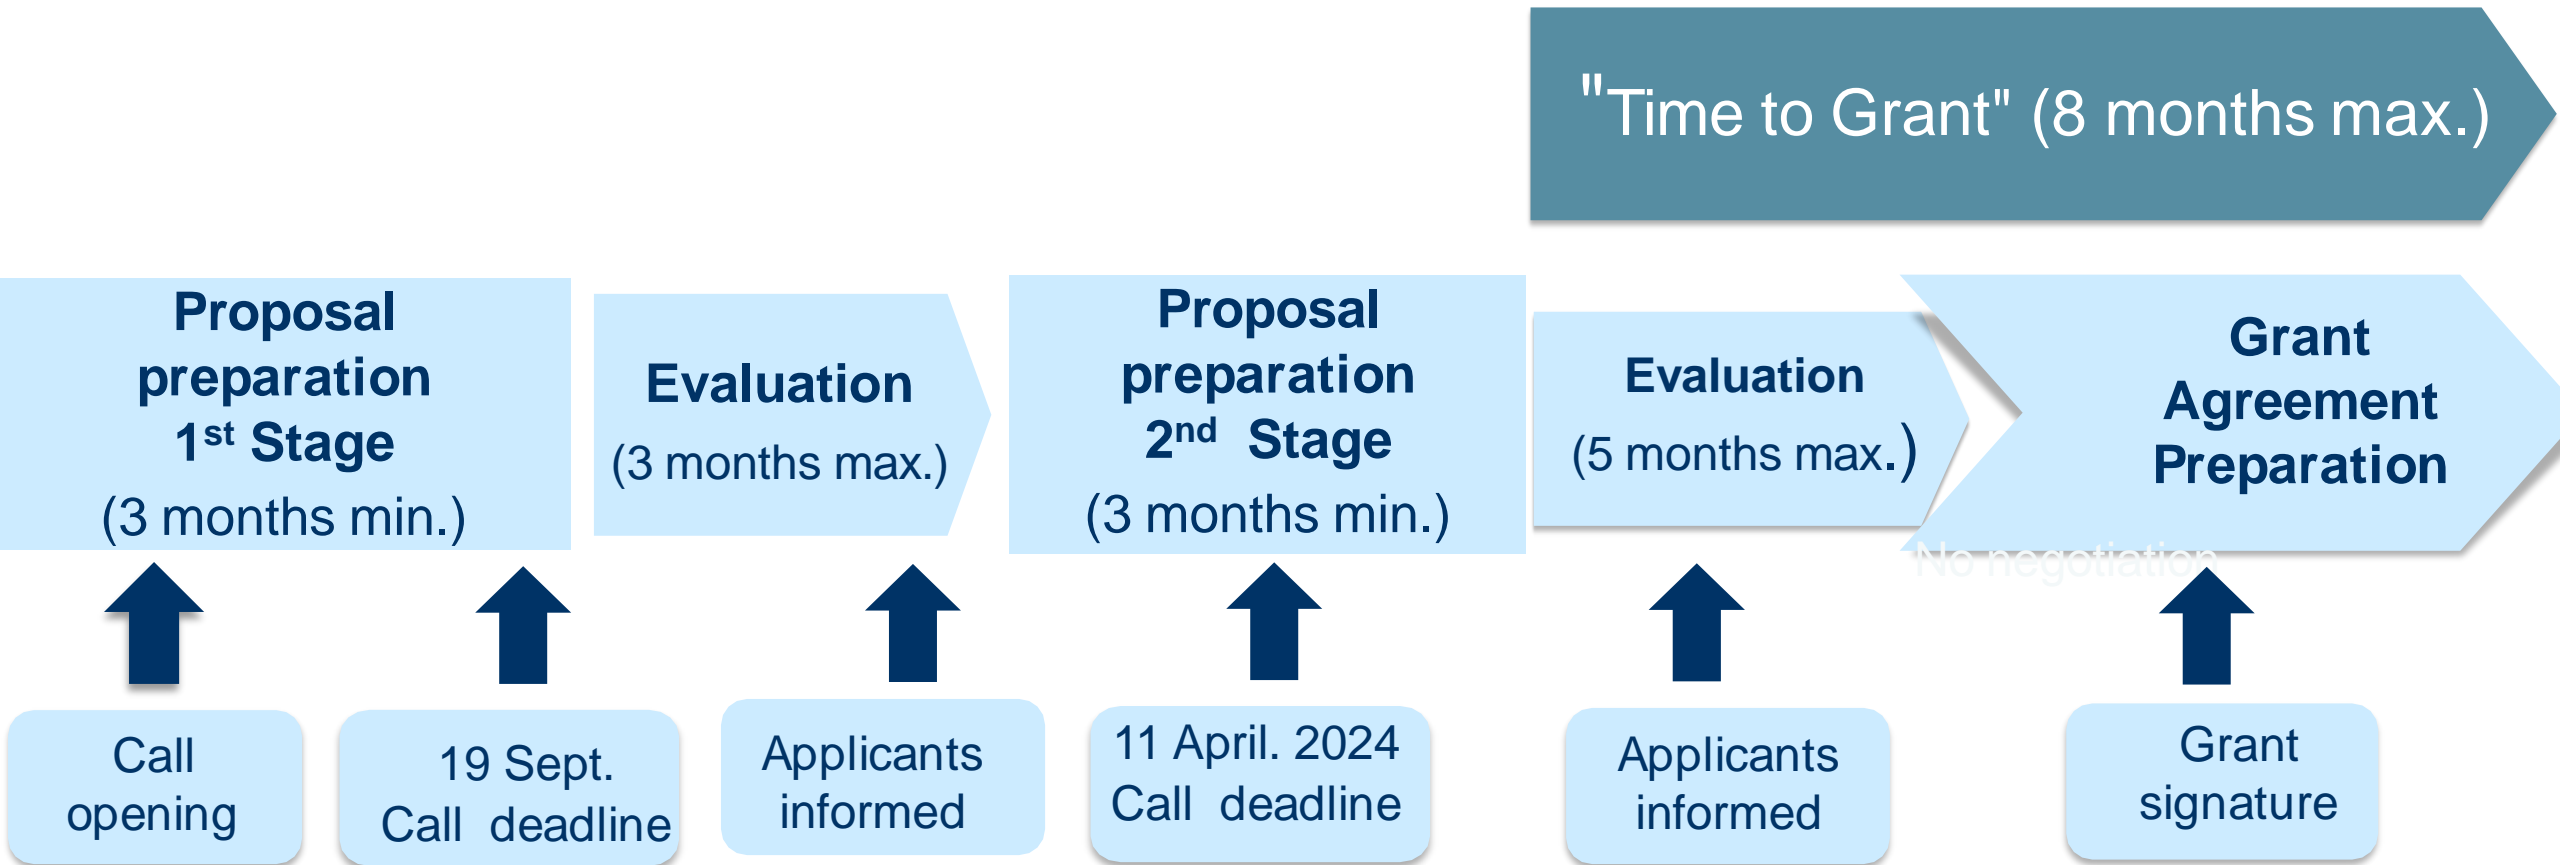 "Time to Grant" (8 months max.)
Proposal
preparation
1st Stage
(3 months min.)
Evaluation
(3 months max.)
Proposal
preparation
2nd Stage
(3 months min.)
Evaluation
(5 months max.)
Grant
Agreement
Preparation
No negotiation
Call
opening
19 Sept.
Call deadline
Applicants
informed
11 April. 2024
Call deadline
Applicants
informed
Grant
signature